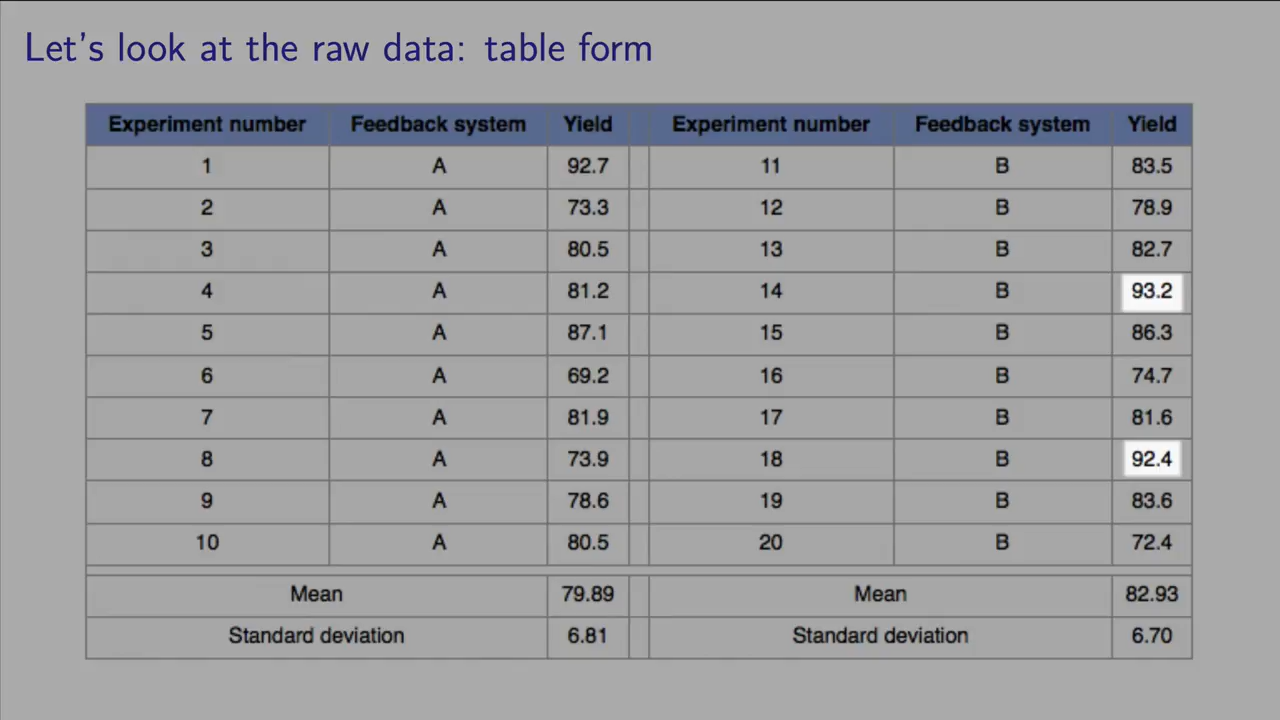 Let's look at the raw data: table form
Experiment number Feedback system Yield Experiment number Feedback system Yield
1 A 92.7 11 B 83.5
2 A 73.3 12 B 78.9
3 A 80.5 13 B 82.7
4 A 81.2 14 B 93.2
5 A 87.1 15 B 86.3
6 A 69.2 16 B 74.7
7 A 81.9 17 B 81.6
8 A 73.9 18 B 92.4
9 A 78.6 19 B 83.6
10 A 80.5 20 B 72.4
Mean 79.89 Mean 82.93
Standard deviation 6.81 Standard deviation 6.70